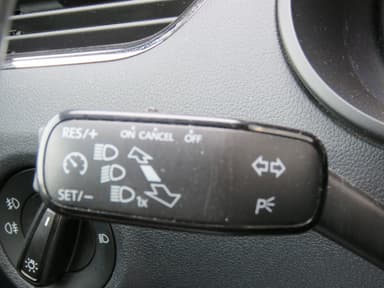 RES/+ ON CANCEL OFF
SET/- 1x
P